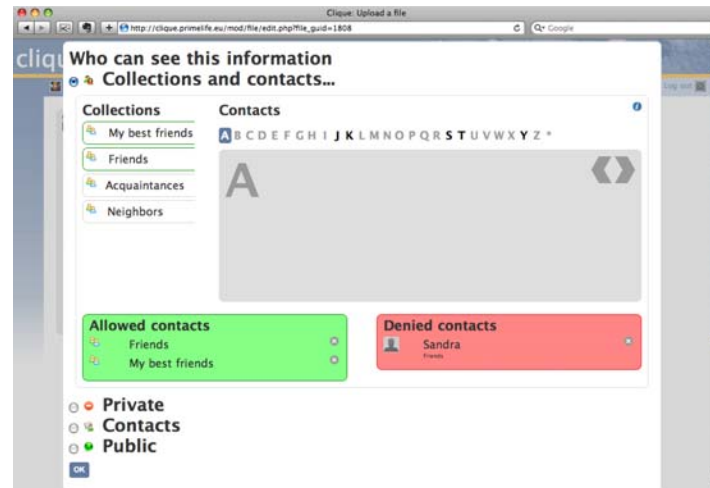 Clique: Upload a file
http://clique.primelife.eu/mod/file/edit.php?file_guid=1808
Google
cliqu
Log out
Who can see this information
Collections and contacts...
Collections
Contacts
My best friends
A B C D E F G H I J K L M N O P Q R S T U V W X Y Z *
Friends
A
Acquaintances
Neighbors
Allowed contacts
Denied contacts
Friends
Sandra
Friends
My best friends
Private
Contacts
Public
OK